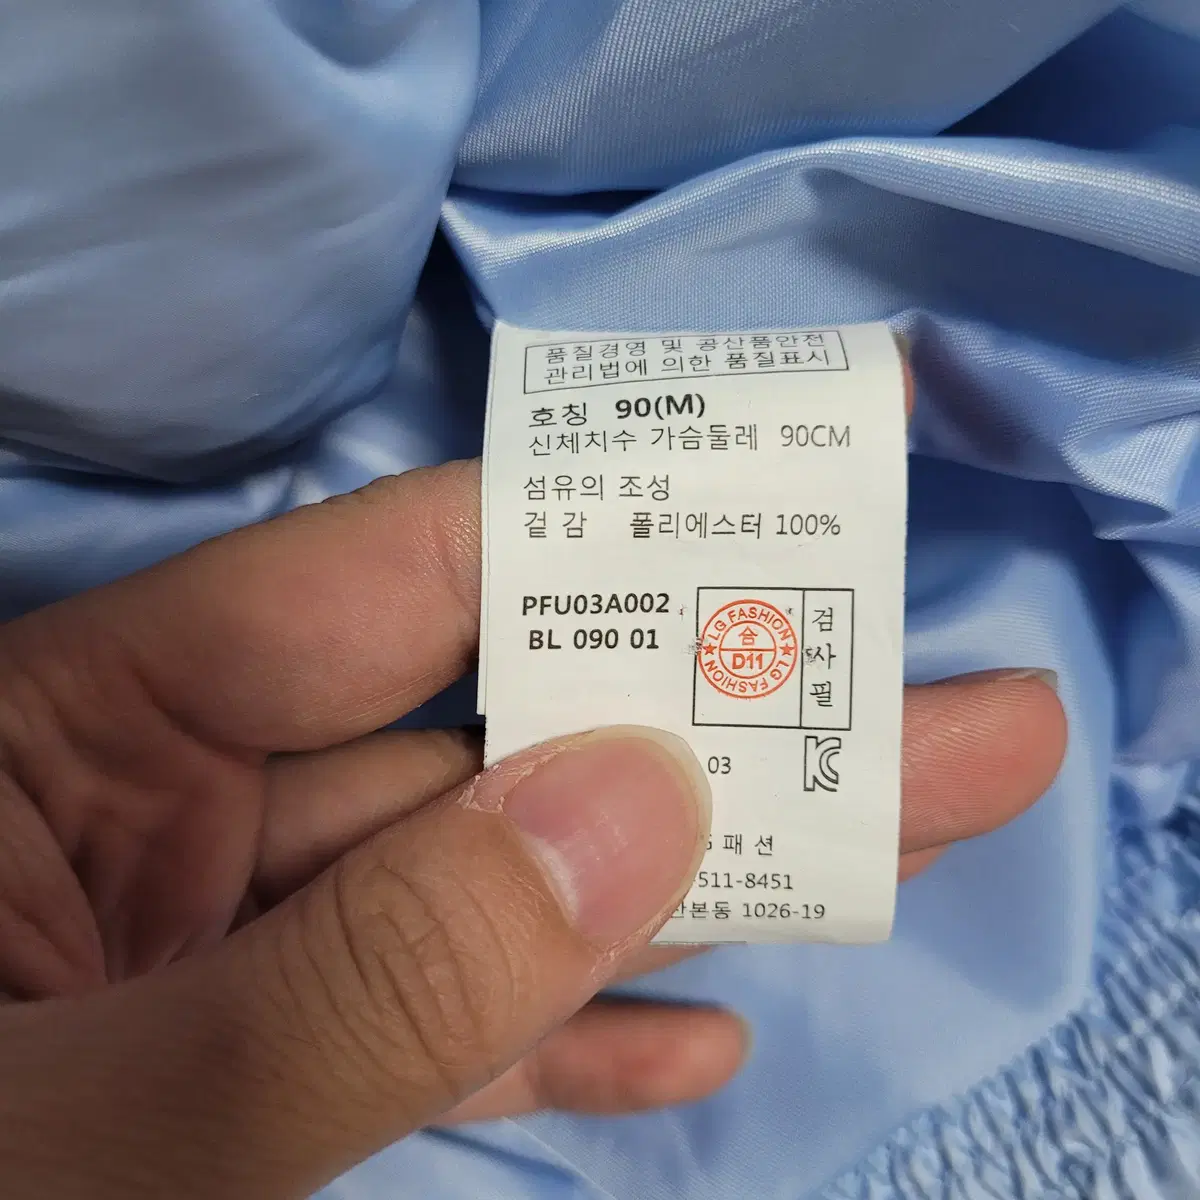 품질경영 및 공산품안전
관리법에 의한 품질표시
호칭 90(M)
신체치수 가슴둘레 90CM
섬유의 조성
겉 감 폴리에스터 100%
PFU03A002
BL 090 01
LG FASHION
合
D11
LG FASHION
검
사
필
03
패 션
-511-8451
1026-19